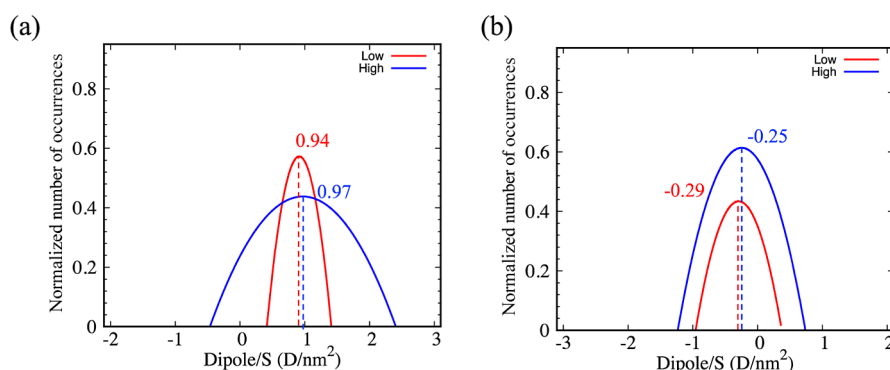 (a)
Normalized number of occurrences
0.8
0.6
0.4
0.2
0
Low
High
0.94
0.97
-2
-1
0
1
2
3
Dipole/S (D/nm²)
(b)
Normalized number of occurrences
0.8
0.6
0.4
0.2
0
Low
High
-0.25
-0.29
-3
-2
-1
0
1
2
Dipole/S (D/nm²)